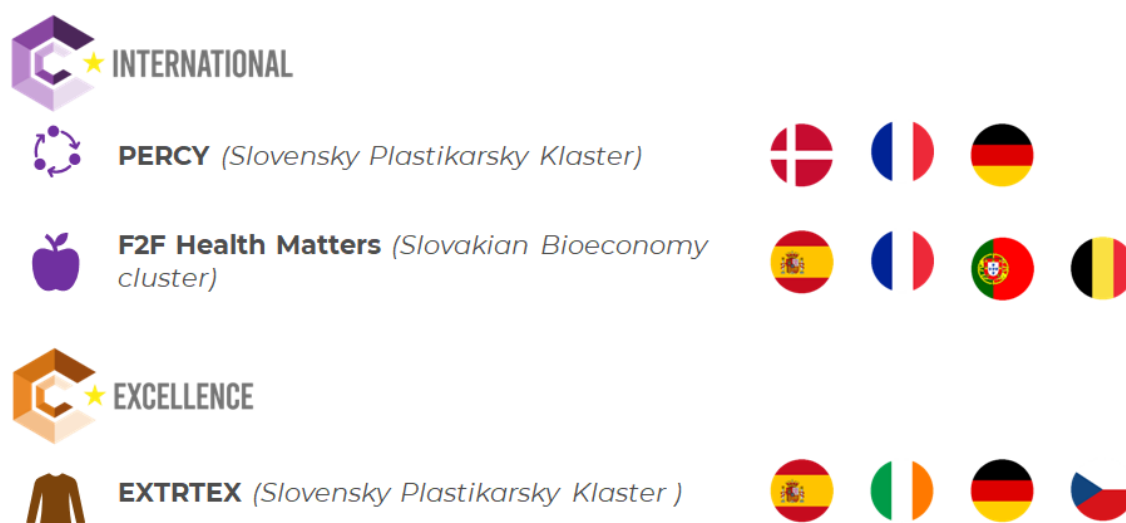 INTERNATIONAL
PERCY (Slovensky Plastikarsky Klaster)
F2F Health Matters (Slovakian Bioeconomy
cluster)
EXCELLENCE
EXTRTEX (Slovensky Plastikarsky Klaster )